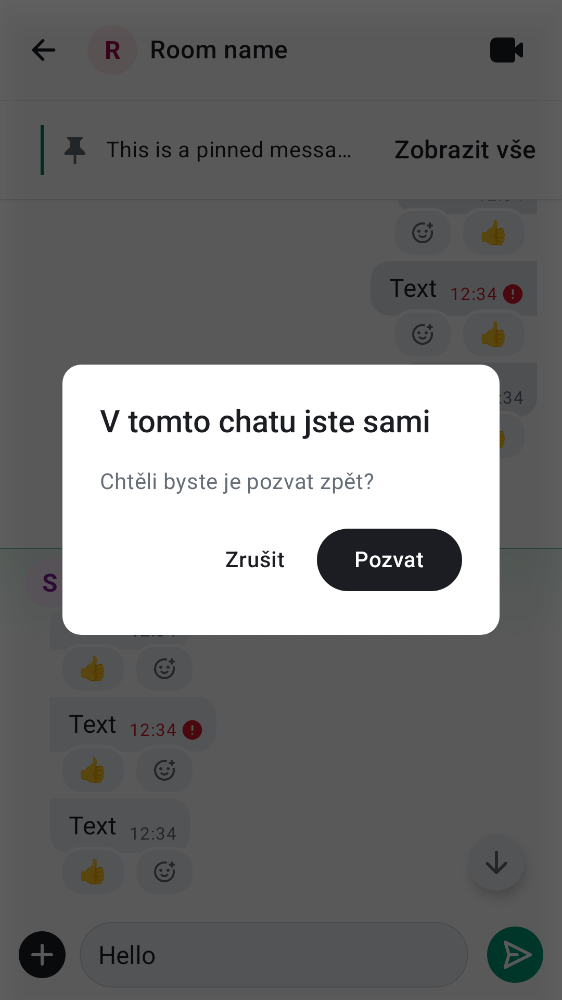 R Room name
This is a pinned messa… Zobrazit vše
Text 12:34
:34
V tomto chatu jste sami
Chtěli byste je pozvat zpět?
Zrušit Pozvat
S
Text 12:34
Text 12:34
Hello